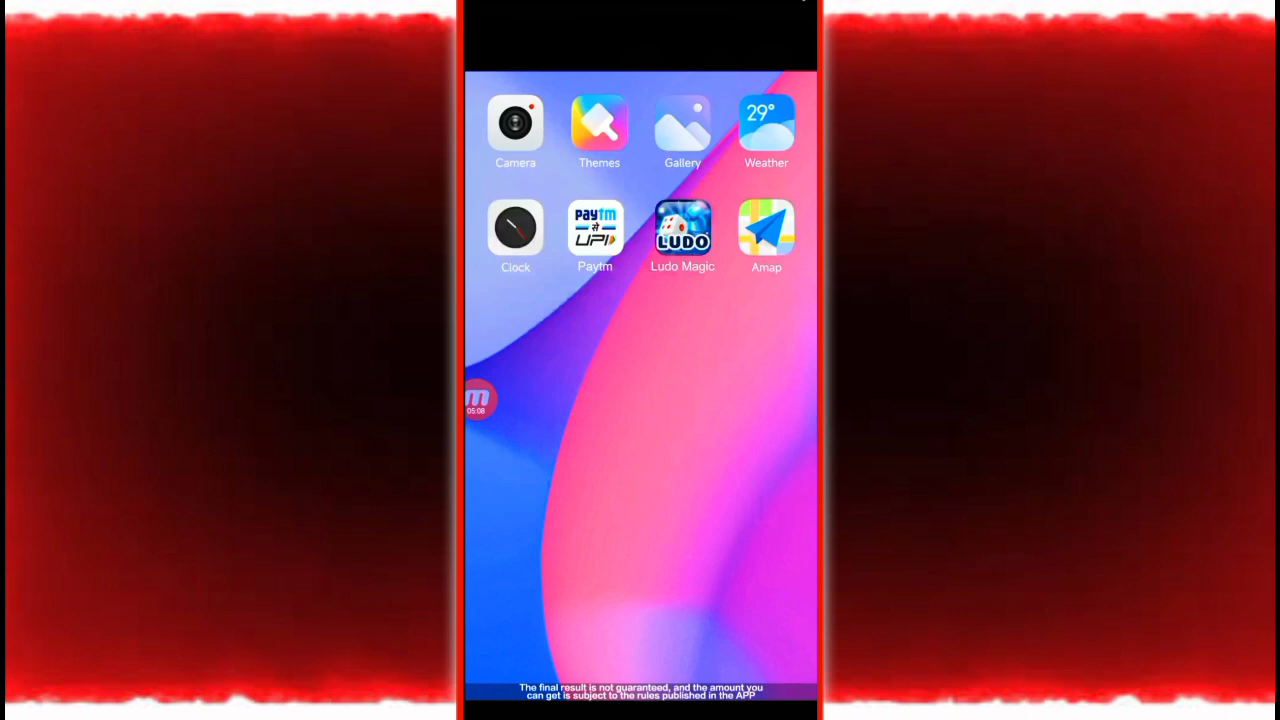 29°
Camera
Themes
Gallery
Weather
Paytm
से
UPI
LUDO
Clock
Paytm
Ludo Magic
Amap
m
05:08
The final result is not guaranteed, and the amount you
can get is subject to the rules published in the APP